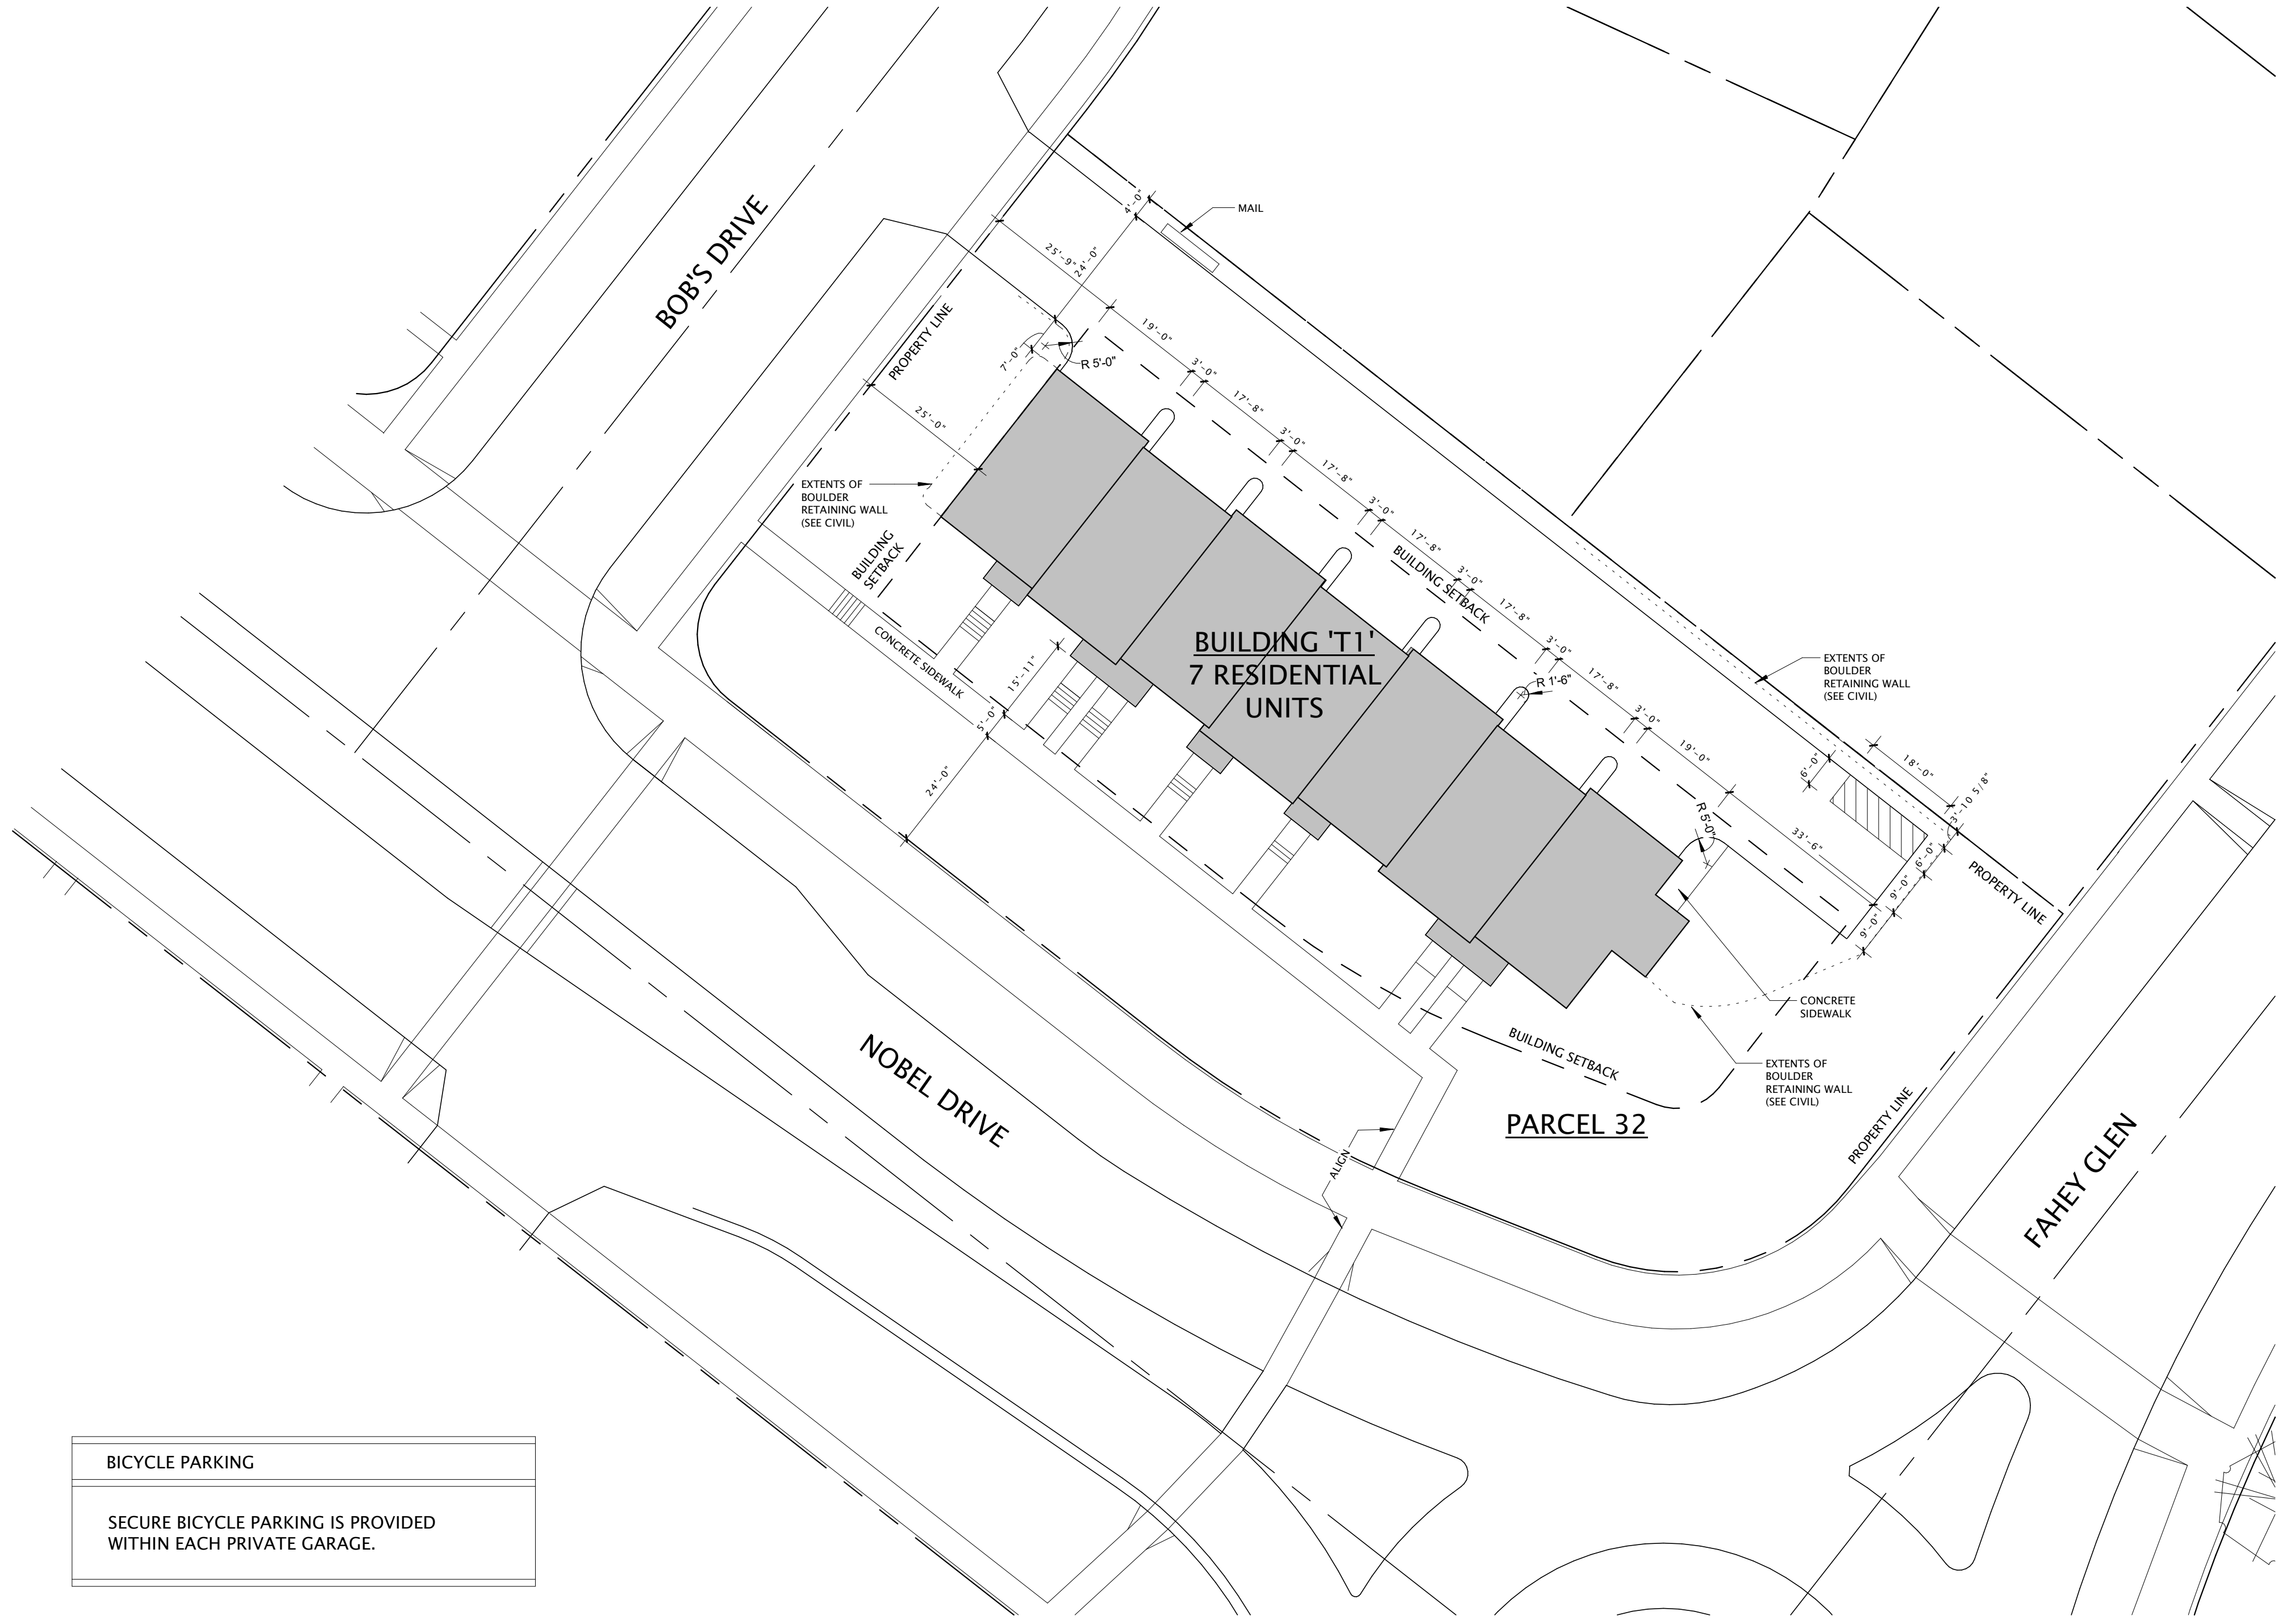 BOB'S DRIVE
4'-0"
MAIL
25'-9"
24'-0"
PROPERTY LINE
7'-0"
R 5'-0"
19'-0"
3'-0"
17'-8"
3'-0"
17'-8"
3'-0"
17'-8"
3'-0"
17'-8"
3'-0"
17'-8"
3'-0"
19'-0"
33'-6"
25'-0"
EXTENTS OF
BOULDER
RETAINING WALL
(SEE CIVIL)
BUILDING
SETBACK
BUILDING SETBACK
CONCRETE SIDEWALK
15'-11"
5'-0"
24'-0"
BUILDING 'T1'
7 RESIDENTIAL
UNITS
R 1'-6"
EXTENTS OF
BOULDER
RETAINING WALL
(SEE CIVIL)
6'-0"
18'-0"
3'-10 5/8"
R 5'-0"
6'-0"
9'-0"
9'-0"
PROPERTY LINE
CONCRETE
SIDEWALK
EXTENTS OF
BOULDER
RETAINING WALL
(SEE CIVIL)
BUILDING SETBACK
PARCEL 32
PROPERTY LINE
NOBEL DRIVE
ALIGN
FAHEY GLEN
BICYCLE PARKING
SECURE BICYCLE PARKING IS PROVIDED
WITHIN EACH PRIVATE GARAGE.